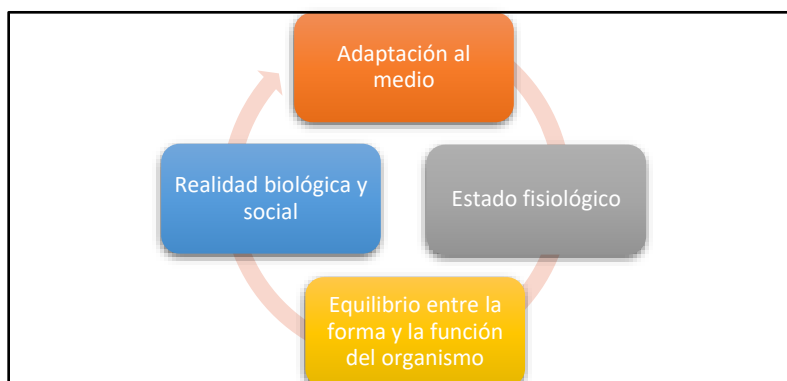 Adaptación al
medio
Realidad biológica y
social
Estado fisiológico
Equilibrio entre la
forma y la función
del organismo